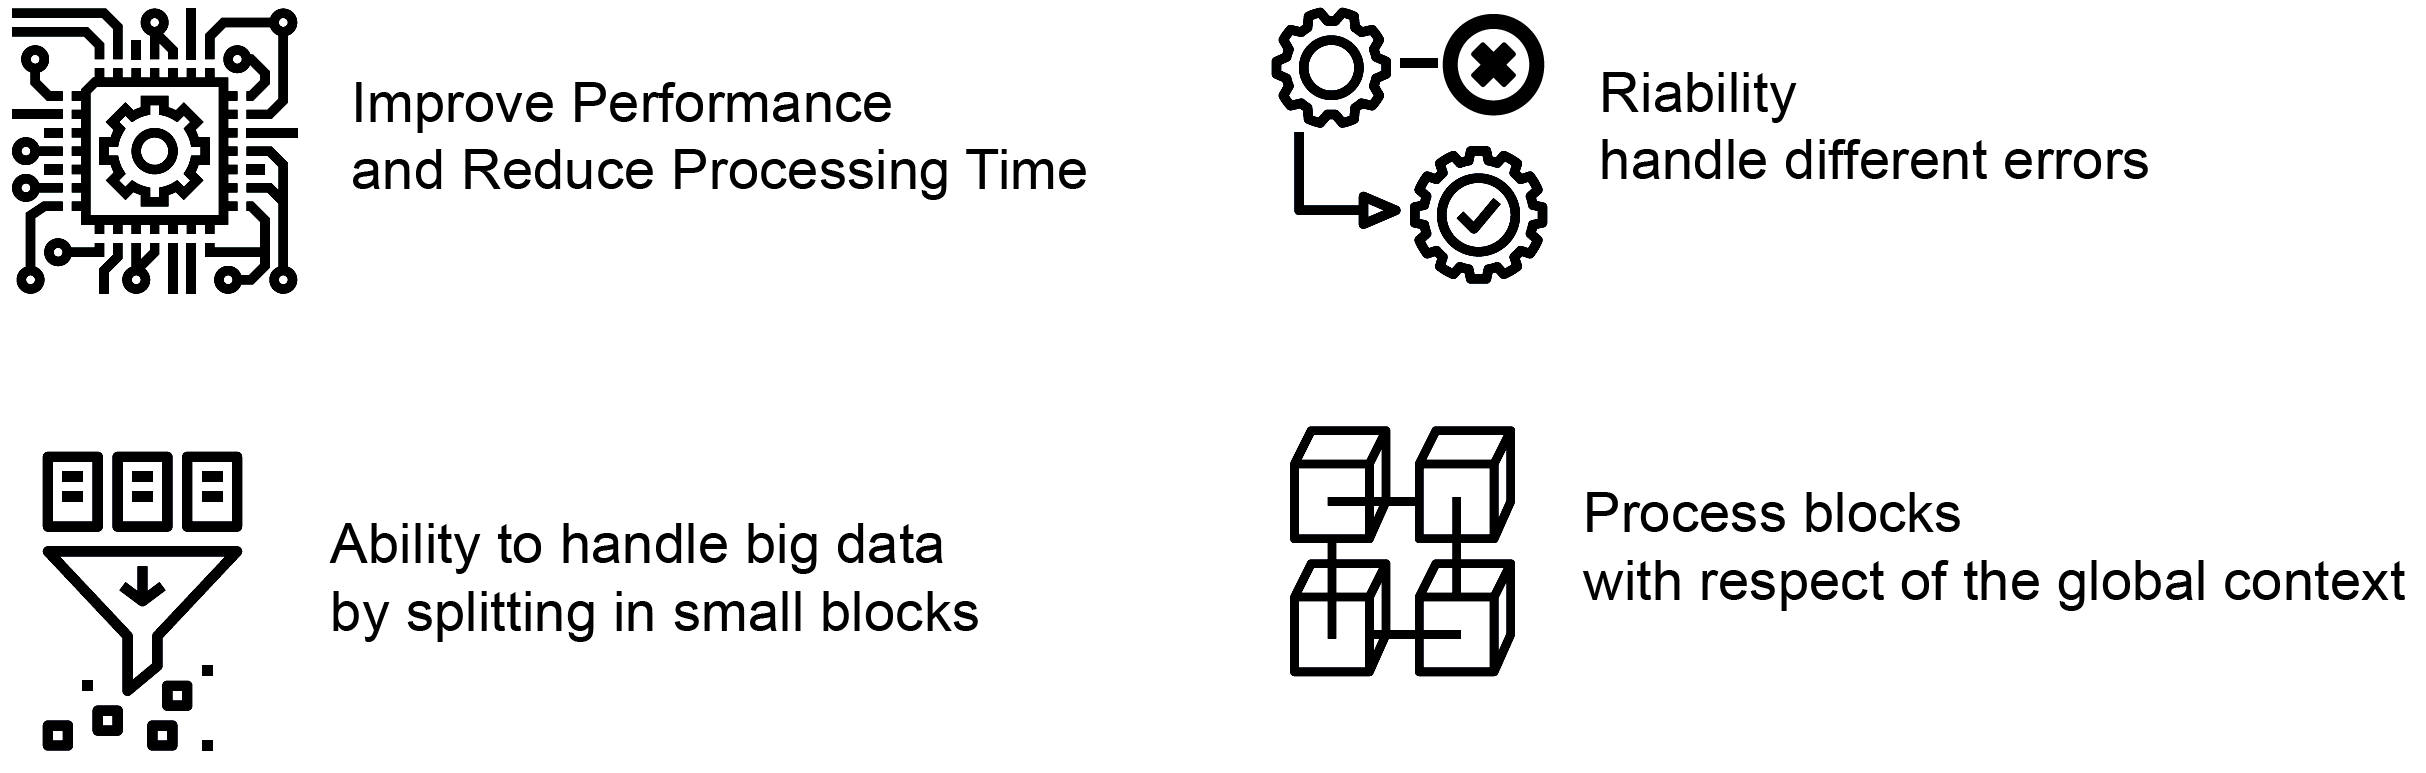 Improve Performance
and Reduce Processing Time
Riability
handle different errors
Ability to handle big data
by splitting in small blocks
Process blocks
with respect of the global context